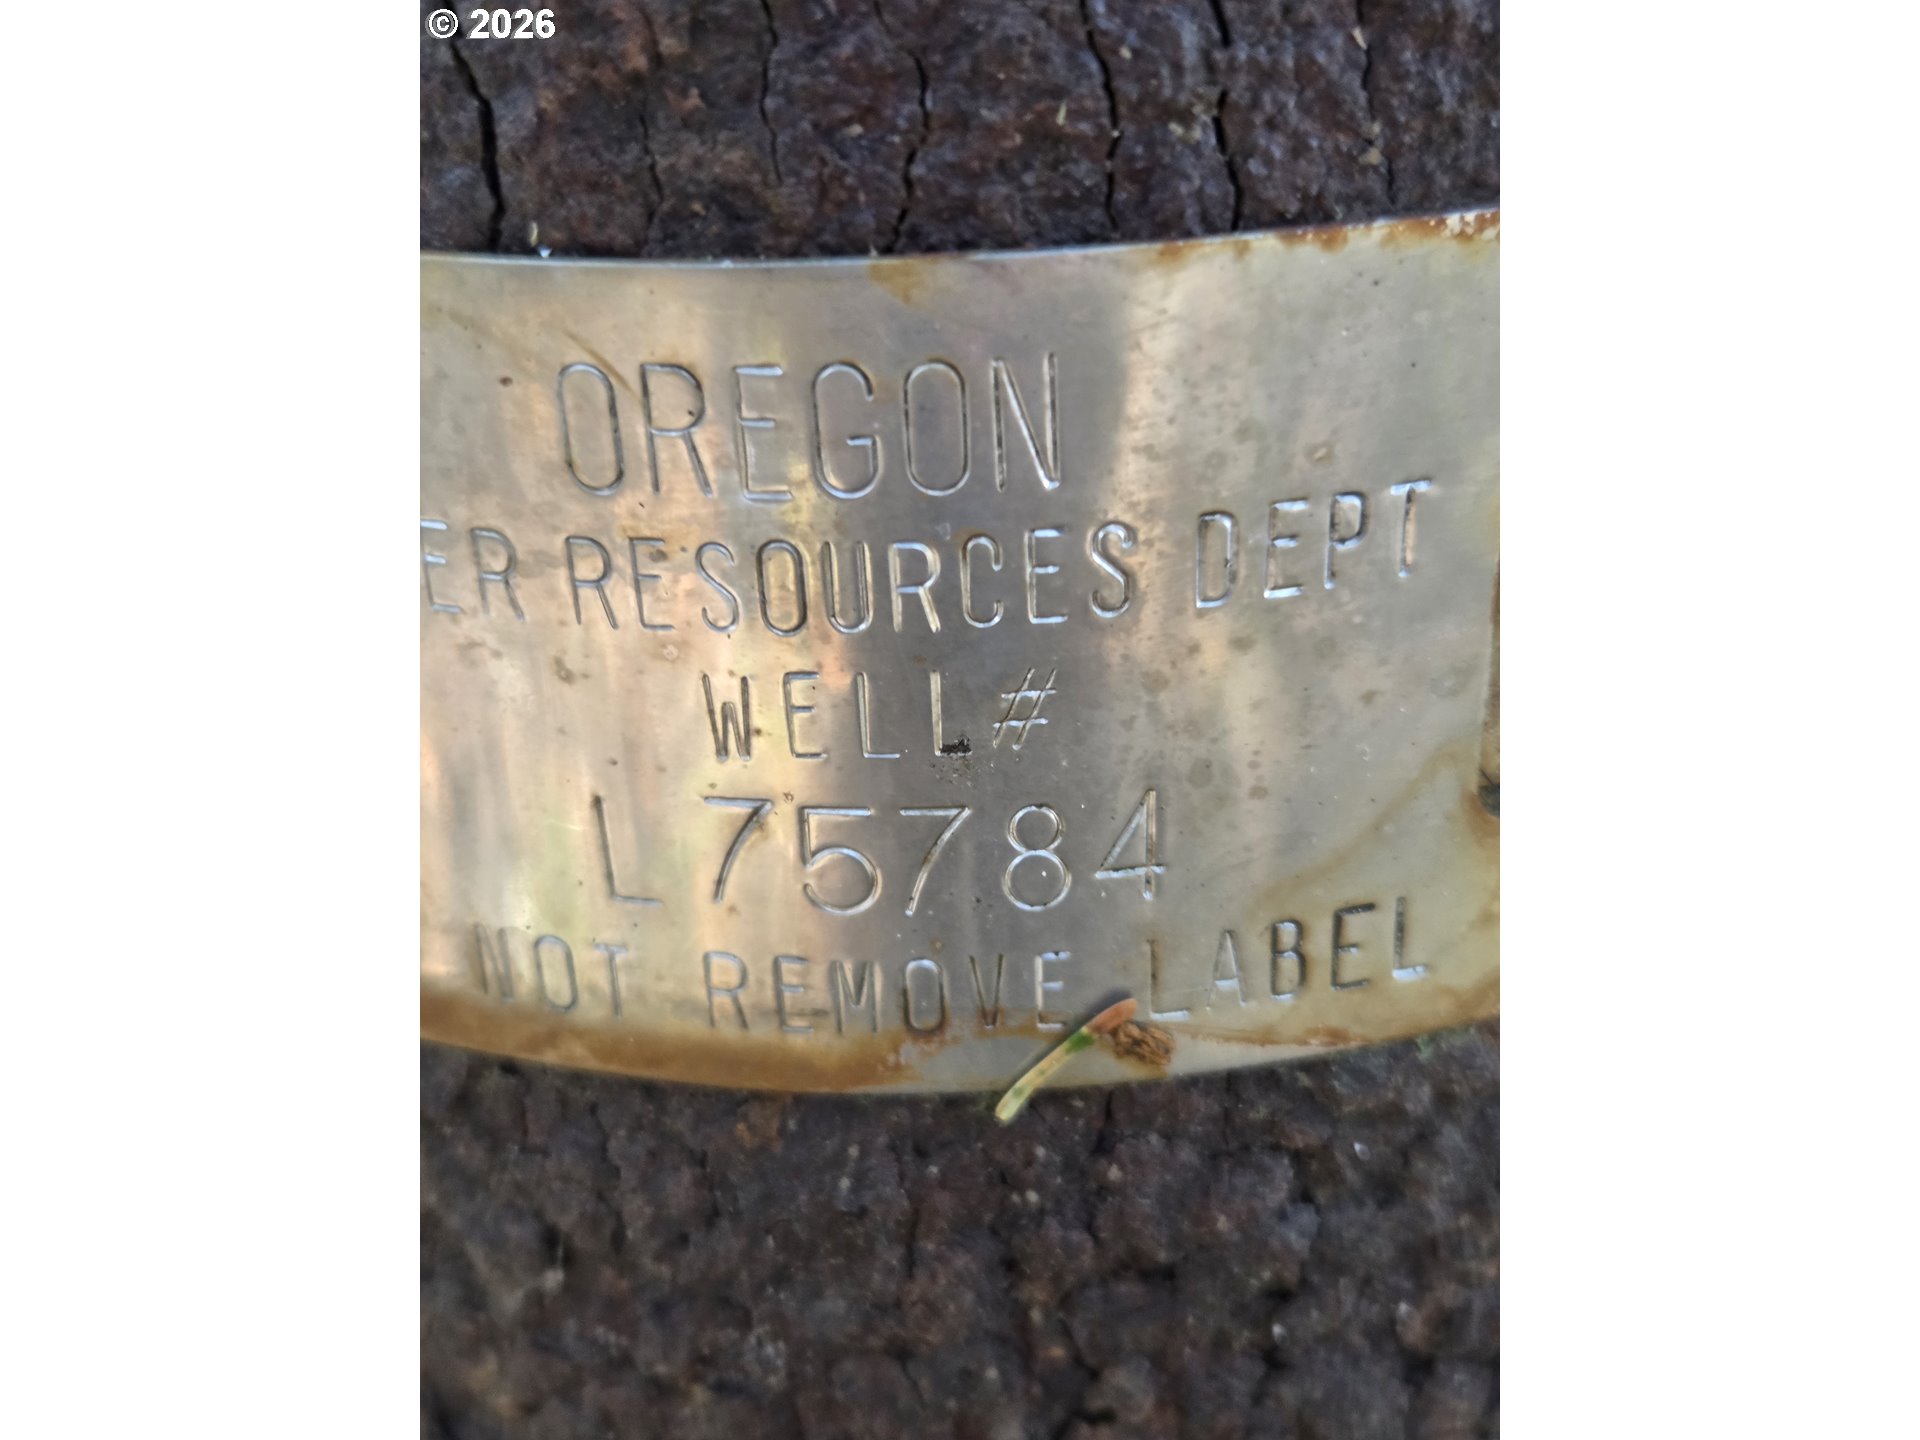 © 2026
OREGON
ER RESOURCES DEPT
WELL#
L75784
NOT REMOVE LABEL